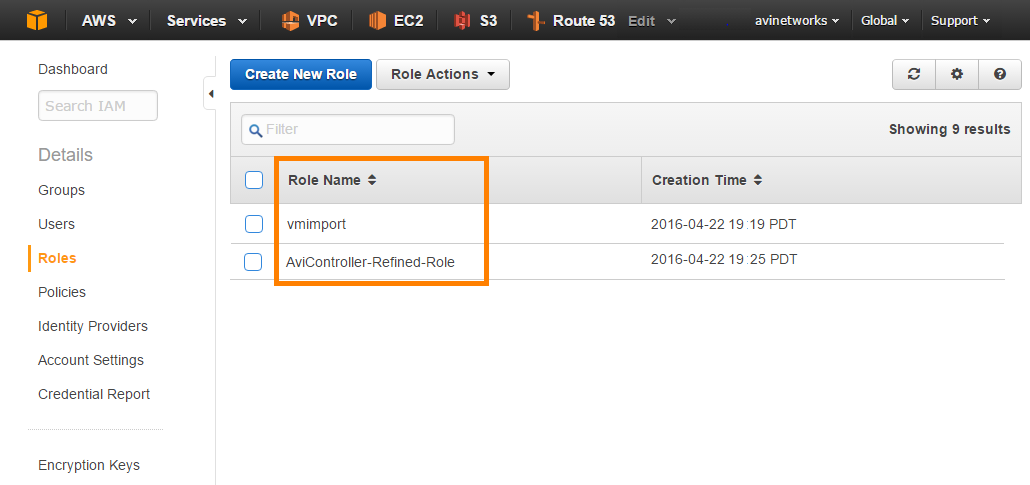 AWS Services VPC EC2 S3 Route 53 Edit avinetworks Global Support
Dashboard
Search IAM
Details
Groups
Users
Roles
Policies
Identity Providers
Account Settings
Credential Report
Encryption Keys
Create New Role Role Actions
Filter Showing 9 results
Role Name Creation Time
vmimport 2016-04-22 19:19 PDT
AviController-Refined-Role 2016-04-22 19:25 PDT